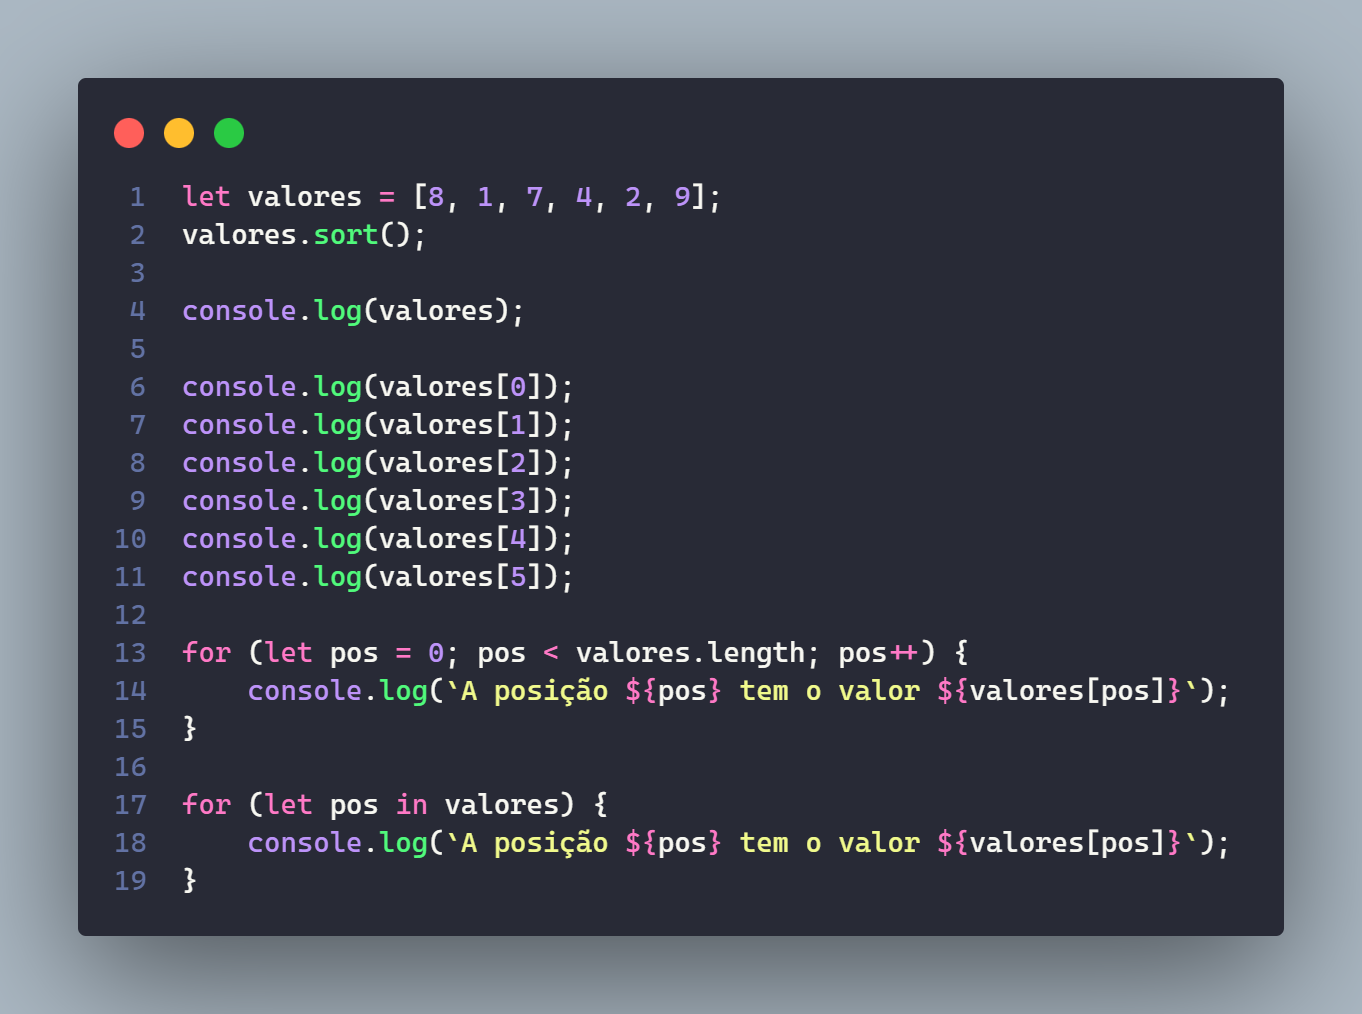 1 let valores = [8, 1, 7, 4, 2, 9];
2 valores.sort();
3
4 console.log(valores);
5
6 console.log(valores[0]);
7 console.log(valores[1]);
8 console.log(valores[2]);
9 console.log(valores[3]);
10 console.log(valores[4]);
11 console.log(valores[5]);
12
13 for (let pos = 0; pos < valores.length; pos++) {
14     console.log(`A posição ${pos} tem o valor ${valores[pos]}`);
15 }
16
17 for (let pos in valores) {
18     console.log(`A posição ${pos} tem o valor ${valores[pos]}`);
19 }